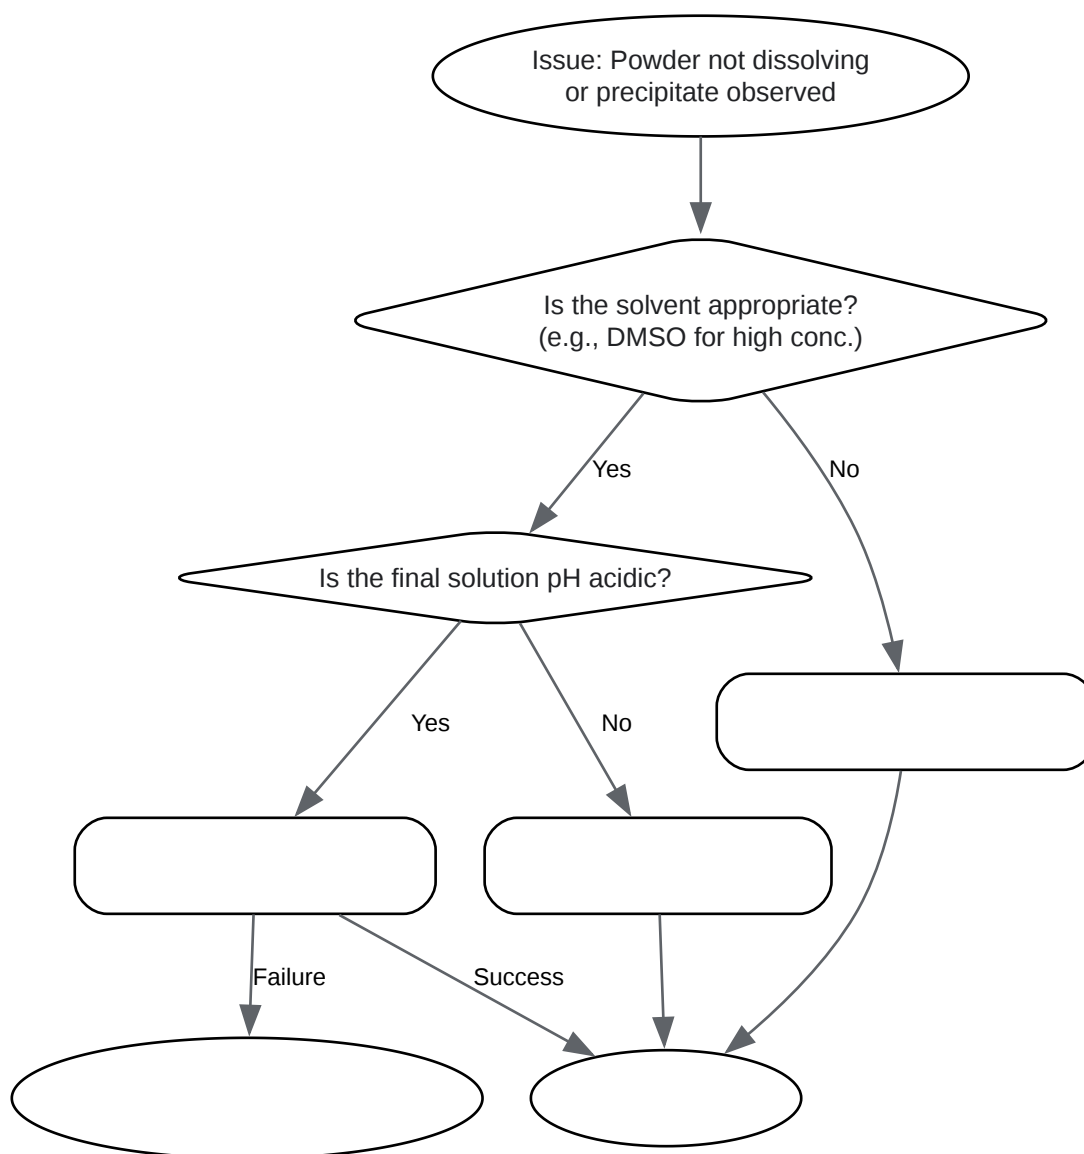 Issue: Powder not dissolving
or precipitate observed
Is the solvent appropriate?
(e.g., DMSO for high conc.)
Yes
No
Is the final solution pH acidic?
Yes
No
Failure
Success